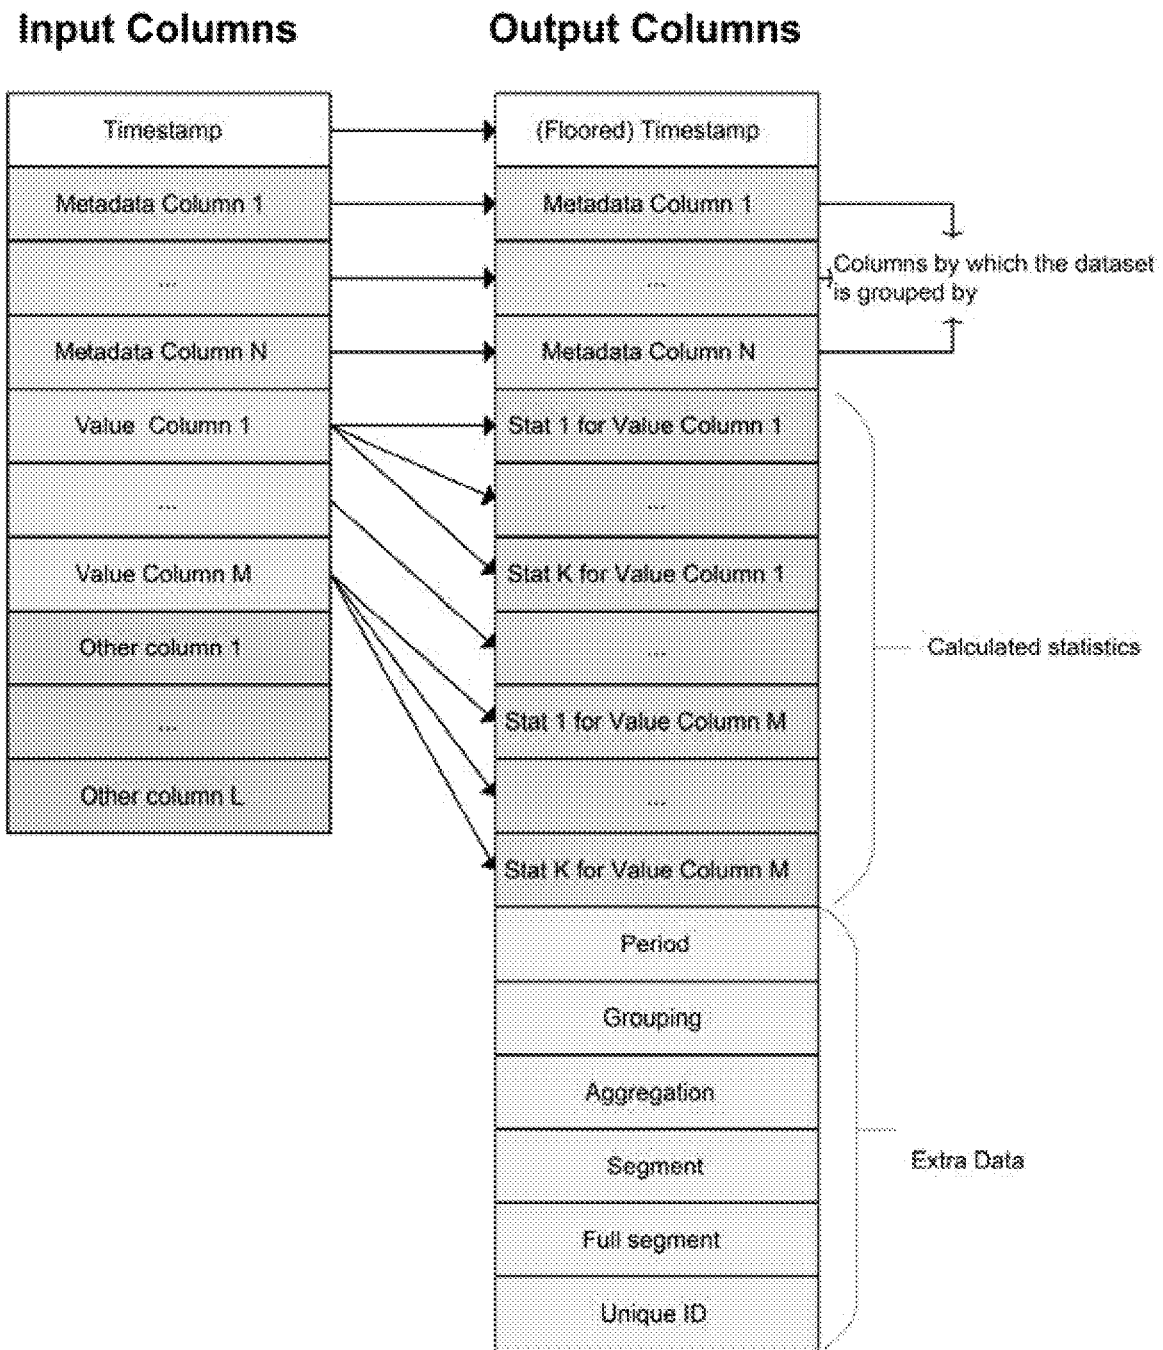 Input Columns
Output Columns
Timestamp
Metadata Column 1
...
Metadata Column N
Value Column 1
...
Value Column M
Other column 1
...
Other column L
(Floored) Timestamp
Metadata Column 1
...
Metadata Column N
Stat 1 for Value Column 1
...
Stat K for Value Column 1
...
Stat 1 for Value Column M
...
Stat K for Value Column M
Period
Grouping
Aggregation
Segment
Full segment
Unique ID
Columns by which the dataset
is grouped by
Calculated statistics
Extra Data